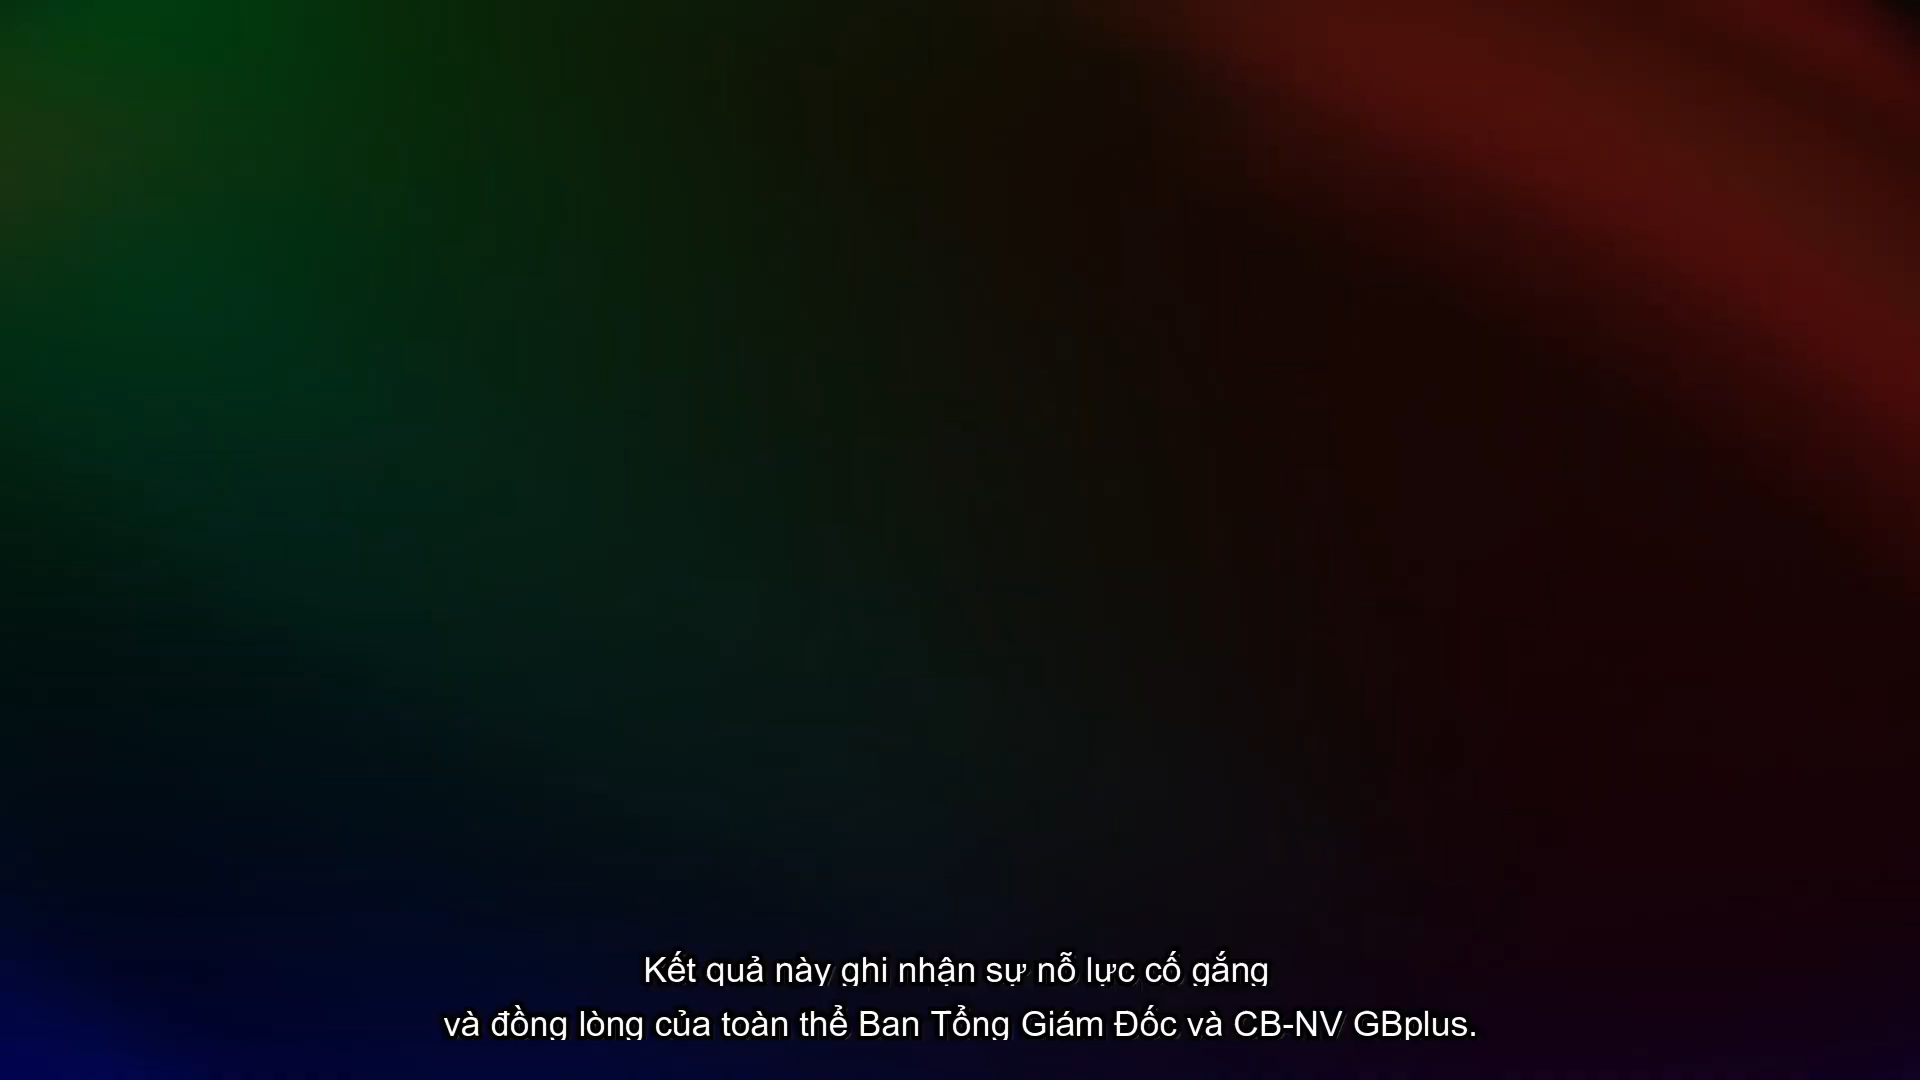 Kết quả này ghi nhận sự nỗ lực cố gắng
và đồng lòng của toàn thể Ban Tổng Giám Đốc và CB-NV GBplus.